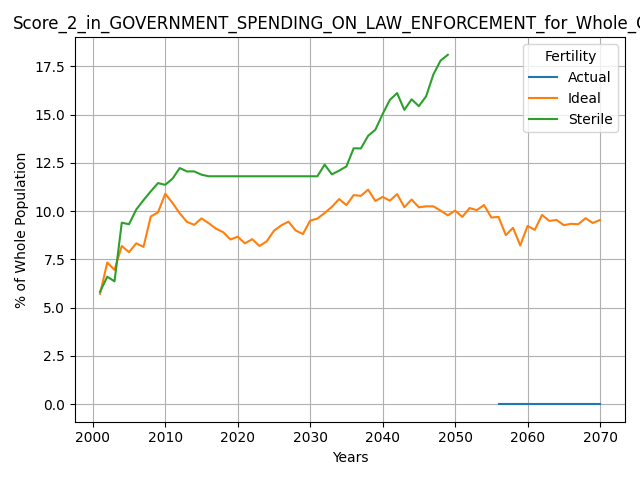 Score_2_in_GOVERNMENT_SPENDING_ON_LAW_ENFORCEMENT_for_Whole_
Fertility
Actual
Ideal
Sterile
% of Whole Population
17.5
15.0
12.5
10.0
7.5
5.0
2.5
0.0
2000 2010 2020 2030 2040 2050 2060 2070
Years